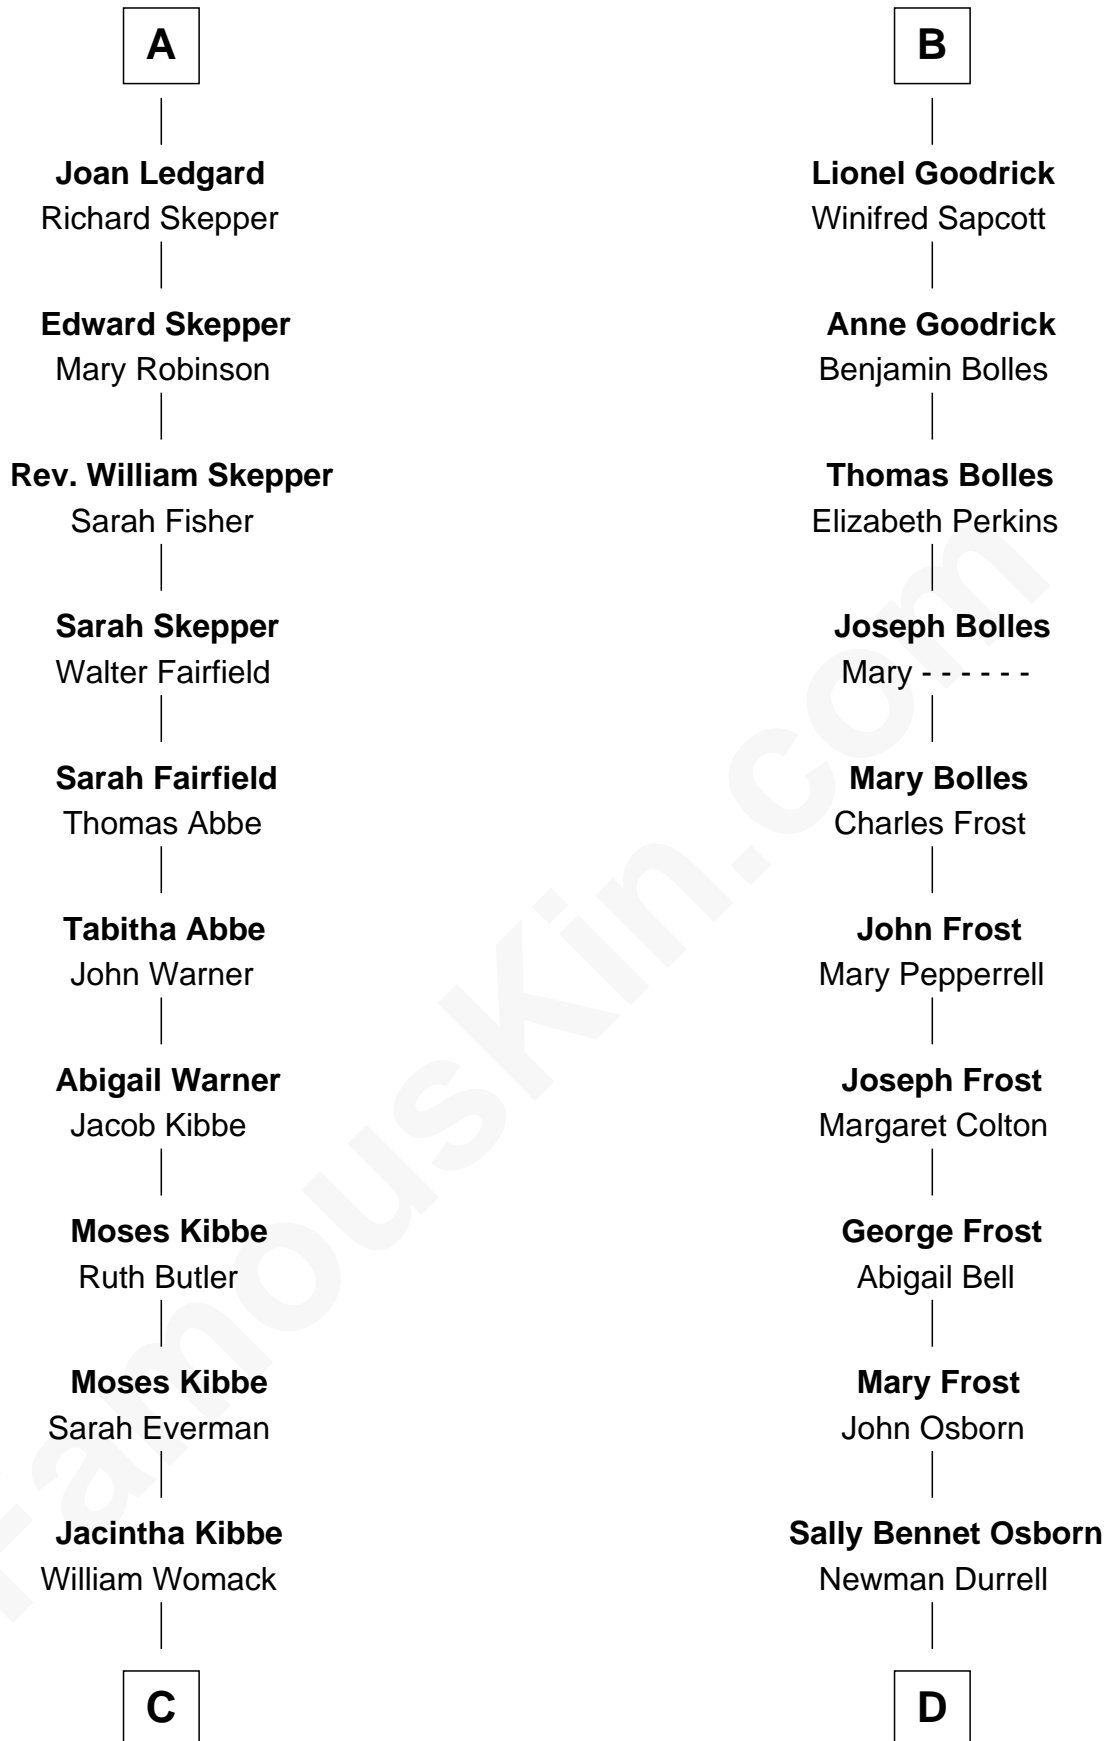 A
Joan Ledgard
Richard Skepper
Edward Skepper
Mary Robinson
Rev. William Skepper
Sarah Fisher
Sarah Skepper
Walter Fairfield
Sarah Fairfield
Thomas Abbe
Tabitha Abbe
John Warner
Abigail Warner
Jacob Kibbe
Moses Kibbe
Ruth Butler
Moses Kibbe
Sarah Everman
Jacintha Kibbe
William Womack
C
B
Lionel Goodrick
Winifred Sapcott
Anne Goodrick
Benjamin Bolles
Thomas Bolles
Elizabeth Perkins
Joseph Bolles
Mary - - - - - -
Mary Bolles
Charles Frost
John Frost
Mary Pepperrell
Joseph Frost
Margaret Colton
George Frost
Abigail Bell
Mary Frost
John Osborn
Sally Bennet Osborn
Newman Durrell
D
FamousKin.com